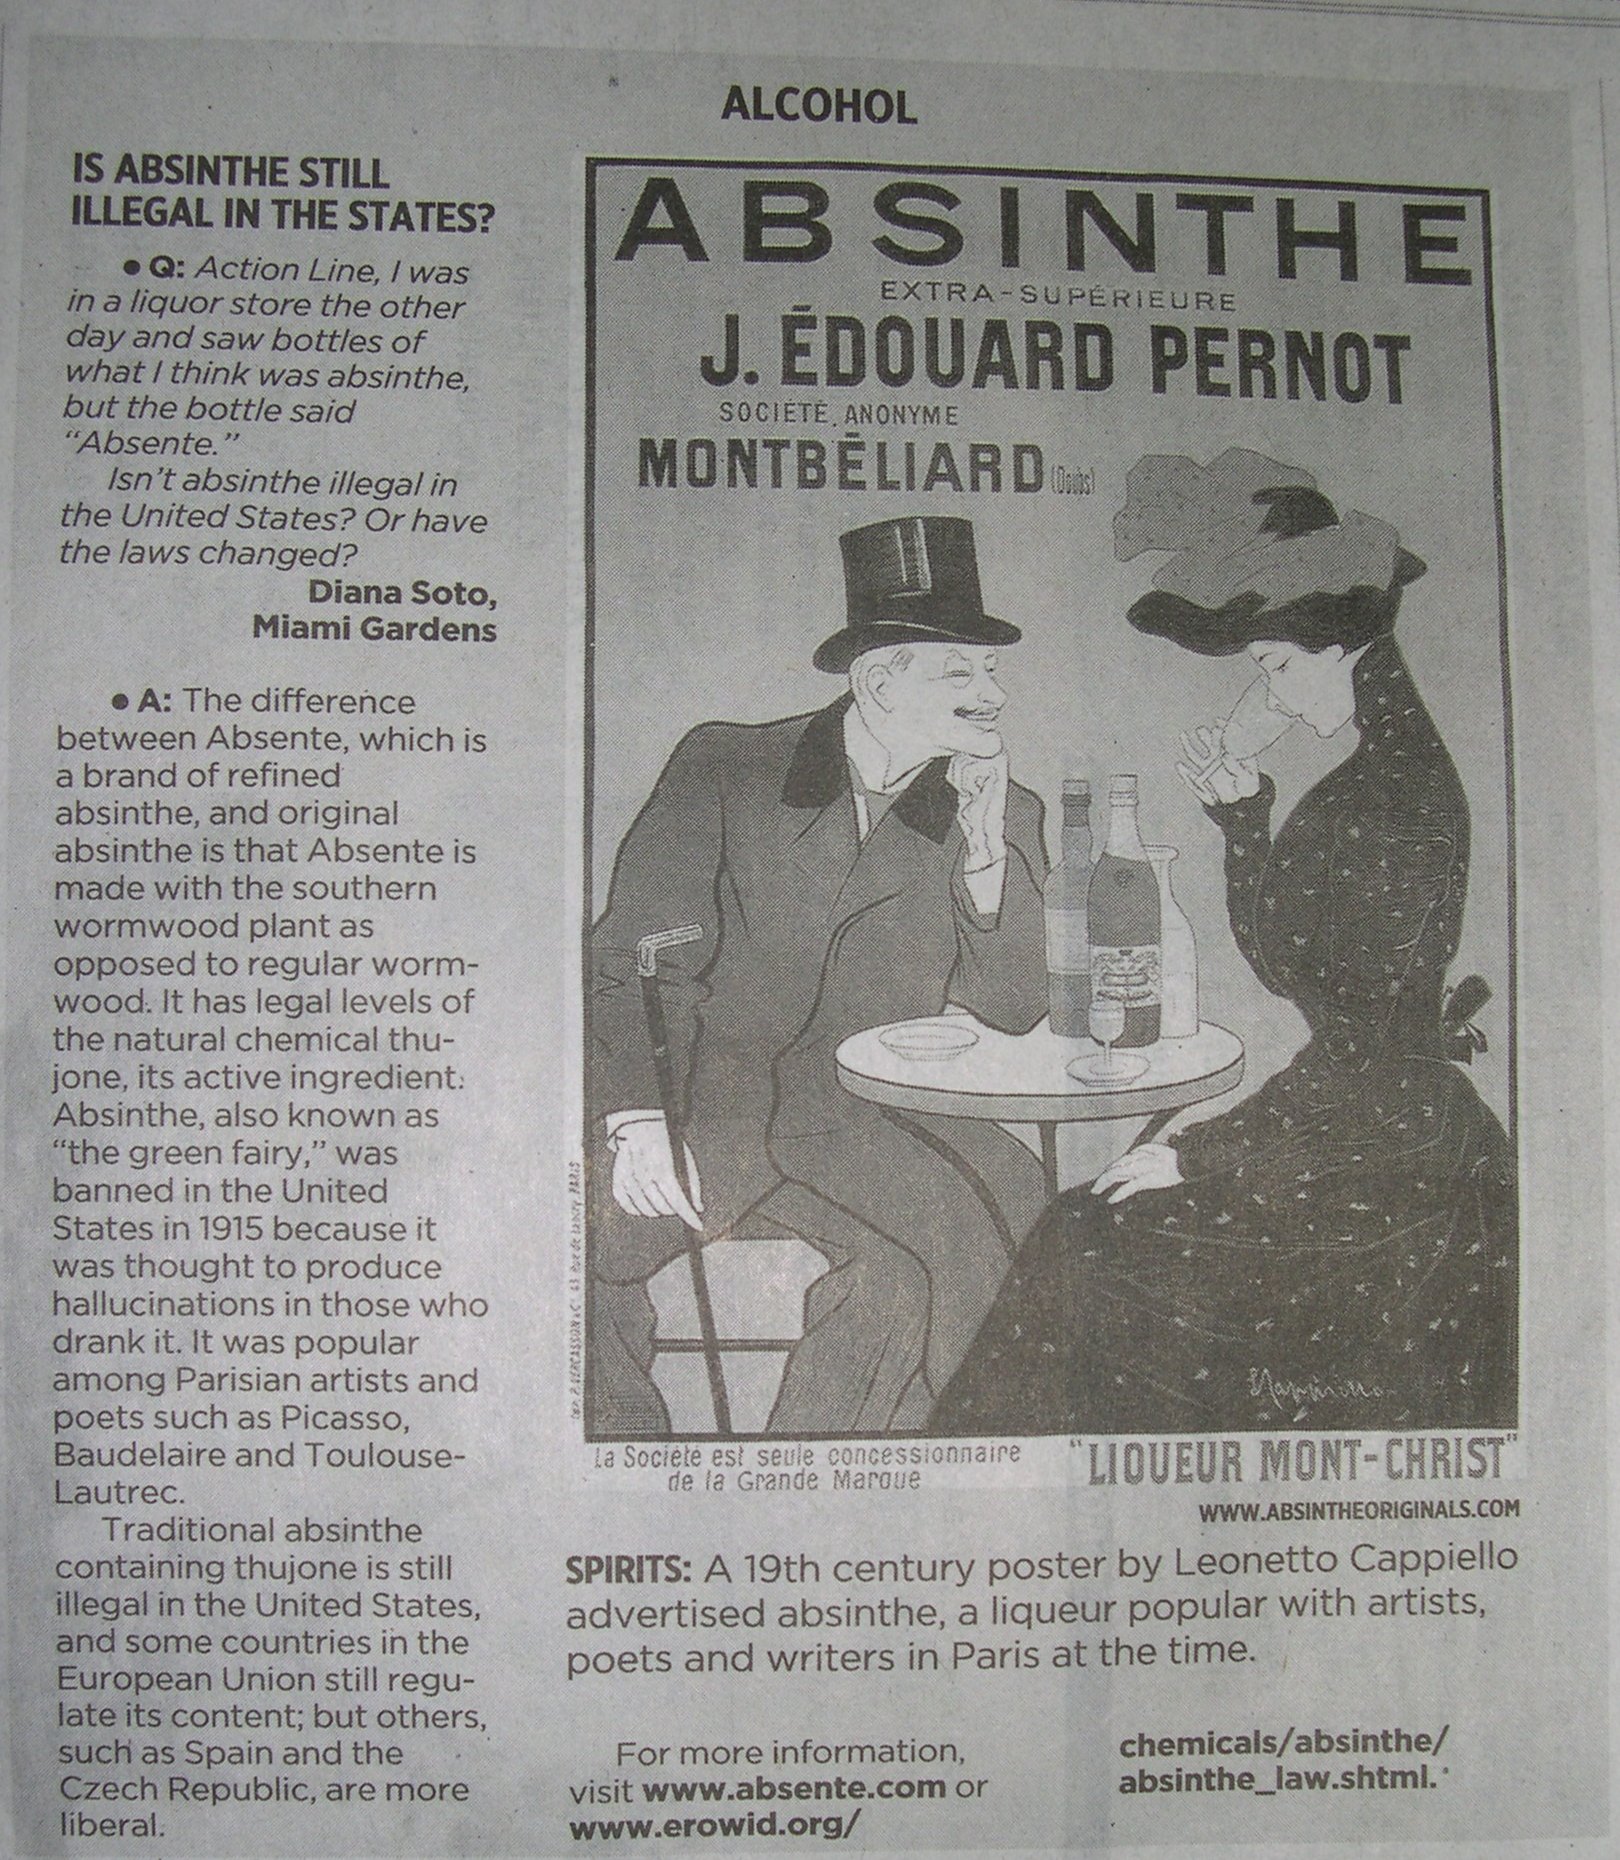 ALCOHOL
IS ABSINTHE STILL
ILLEGAL IN THE STATES?
● Q: Action Line, I was
in a liquor store the other
day and saw bottles of
what I think was absinthe,
but the bottle said
“Absente.”
Isn’t absinthe illegal in
the United States? Or have
the laws changed?
Diana Soto,
Miami Gardens
● A: The difference
between Absente, which is
a brand of refined
absinthe, and original
absinthe is that Absente is
made with the southern
wormwood plant as
opposed to regular worm-
wood. It has legal levels of
the natural chemical thu-
jone, its active ingredient.
Absinthe, also known as
“the green fairy,” was
banned in the United
States in 1915 because it
was thought to produce
hallucinations in those who
drank it. It was popular
among Parisian artists and
poets such as Picasso,
Baudelaire and Toulouse-
Lautrec.
Traditional absinthe
containing thujone is still
illegal in the United States,
and some countries in the
European Union still regu-
late its content; but others,
such as Spain and the
Czech Republic, are more
liberal.
ABSINTHE
EXTRA-SUPÉRIEURE
J. ÉDOUARD PERNOT
SOCIÉTÉ ANONYME
MONTBÉLIARD (Doubs)
Cappiello
PARIS
La Société est seule concessionnaire
de la Grande Marque
“LIQUEUR MONT-CHRIST”
WWW.ABSINTHEORIGINALS.COM
SPIRITS: A 19th century poster by Leonetto Cappiello
advertised absinthe, a liqueur popular with artists,
poets and writers in Paris at the time.
For more information,
visit www.absente.com or
www.erowid.org/
chemicals/absinthe/
absinthe_law.shtml.